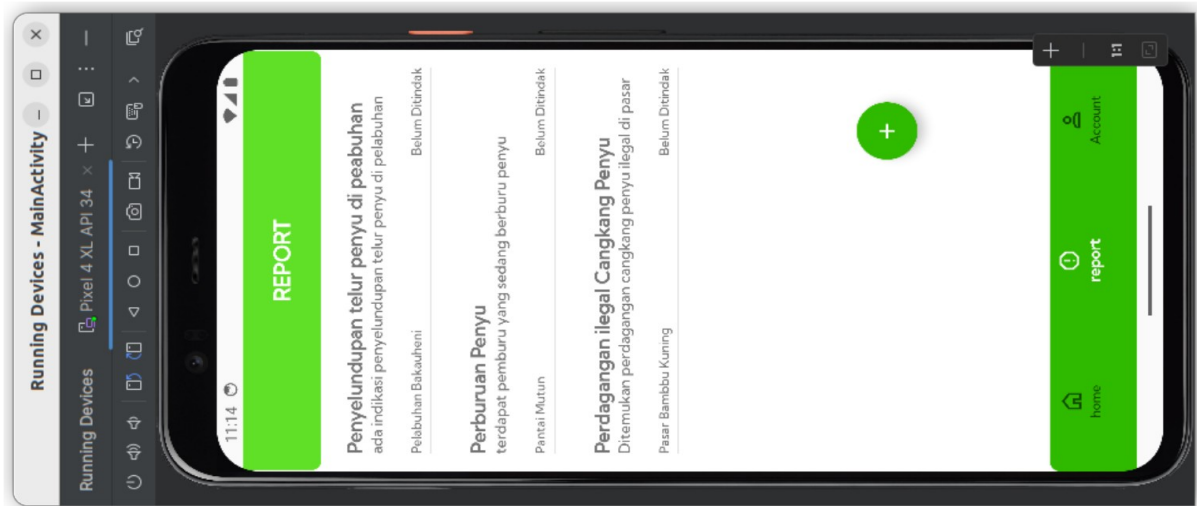 Running Devices - MainActivity
Running Devices
Pixel 4 XL API 34
11:14
REPORT
Penyelundupan telur penyu di peabuhan
ada indikasi penyelundupan telur penyu di pelabuhan
Pelabuhan Bakauheni Belum Ditindak
Perburuan Penyu
terdapat pemburu yang sedang berburu penyu
Pantai Mutun Belum Ditindak
Perdagangan ilegal Cangkang Penyu
Ditemukan perdagangan cangkang penyu ilegal di pasar
Pasar Bambbu Kuning Belum Ditindak
+
home report Account
1:1